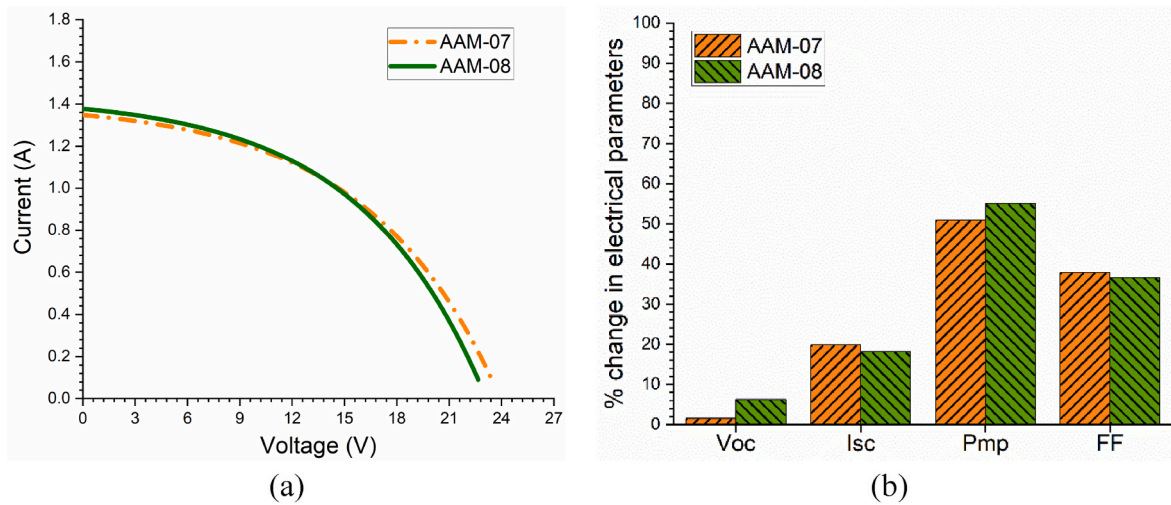 1.8
1.6
1.4
1.2
1.0
0.8
0.6
0.4
0.2
0.0
Current (A)
AAM-07
AAM-08
0 3 6 9 12 15 18 21 24 27
Voltage (V)
(a)
100
90
80
70
60
50
40
30
20
10
0
% change in electrical parameters
AAM-07
AAM-08
Voc Isc Pmp FF
(b)